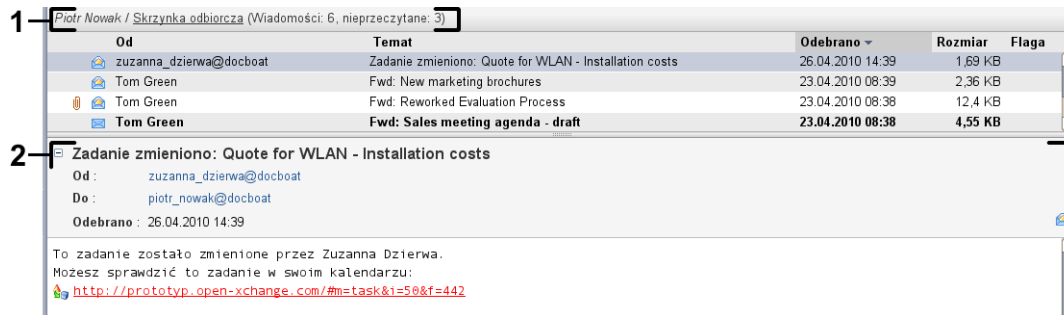 1 Piotr Nowak / Skrzynka odbiorcza (Wiadomości: 6, nieprzeczytane: 3)
Od Temat Odebrano Rozmiar Flaga
zuzanna_dzierwa@docboat Zadanie zmieniono: Quote for WLAN - Installation costs 26.04.2010 14:39 1,69 KB
Tom Green Fwd: New marketing brochures 23.04.2010 08:39 2,36 KB
Tom Green Fwd: Reworked Evaluation Process 23.04.2010 08:38 12,4 KB
Tom Green Fwd: Sales meeting agenda - draft 23.04.2010 08:38 4,55 KB
2 Zadanie zmieniono: Quote for WLAN - Installation costs
Od : zuzanna_dzierwa@docboat
Do : piotr_nowak@docboat
Odebrano : 26.04.2010 14:39
To zadanie zostało zmienione przez Zuzanna Dzierwa.
Możesz sprawdzić to zadanie w swoim kalendarzu:
http://prototyp.open-xchange.com/#m=task&i=50&f=442